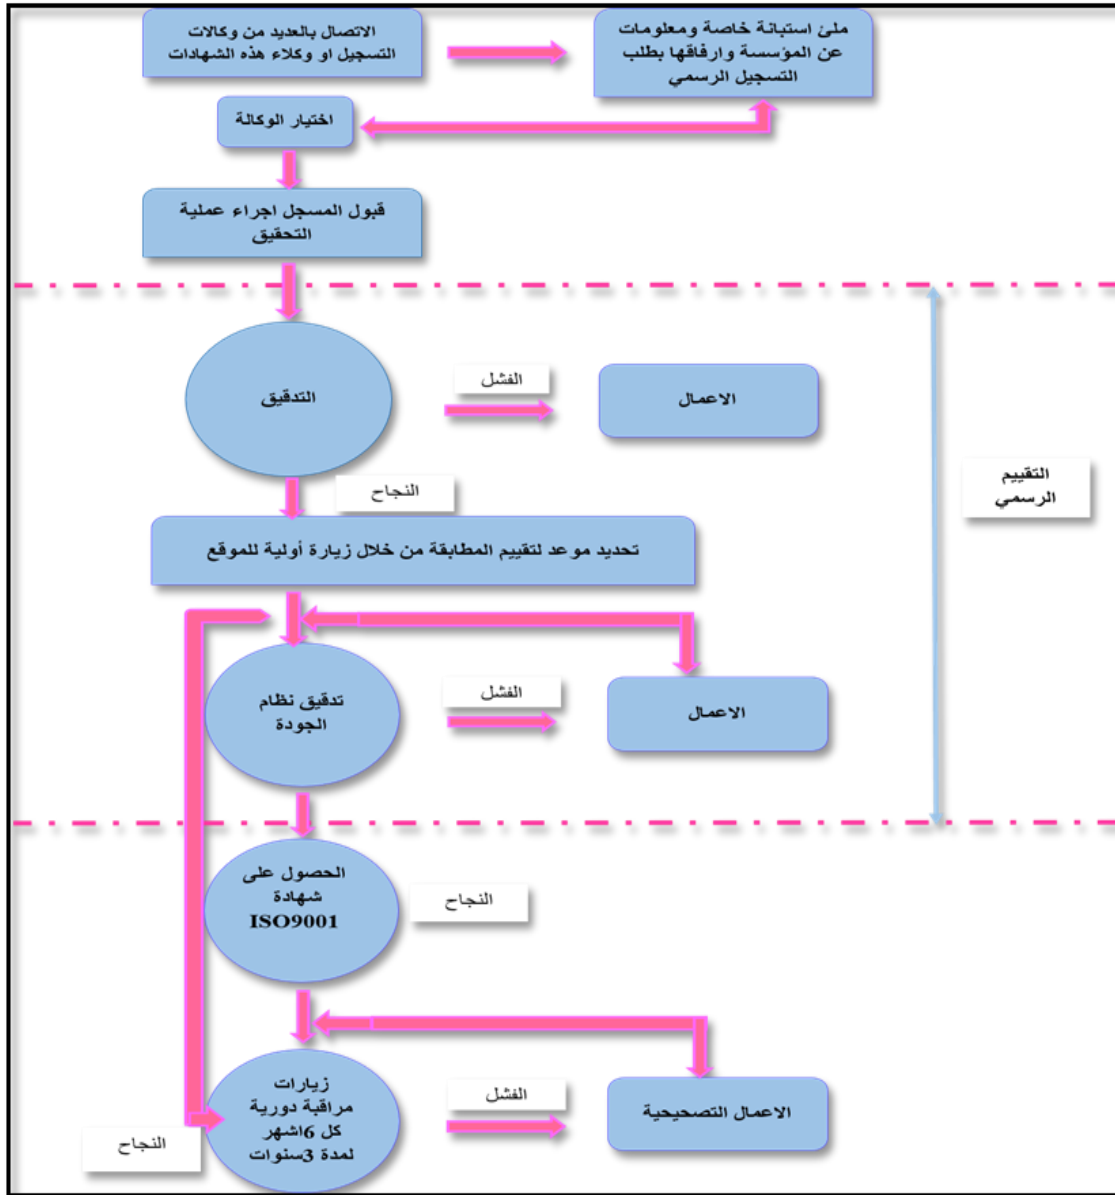 الاتصال بالعديد من وكالات
التسجيل او وكلاء هذه الشهادات
ملئ استبانة خاصة ومعلومات
عن المؤسسة وارفاقها بطلب
التسجيل الرسمي
اختيار الوكالة
قبول المسجل اجراء عملية
التحقيق
التدقيق
الفشل
الاعمال
التقييم
الرسمي
النجاح
تحديد موعد لتقييم المطابقة من خلال زيارة أولية للموقع
تدقيق نظام
الجودة
الفشل
الاعمال
الحصول على
شهادة
ISO9001
النجاح
زيارات
مراقبة دورية
كل 6اشهر
لمدة 3سنوات
الفشل
الاعمال التصحيحية
النجاح